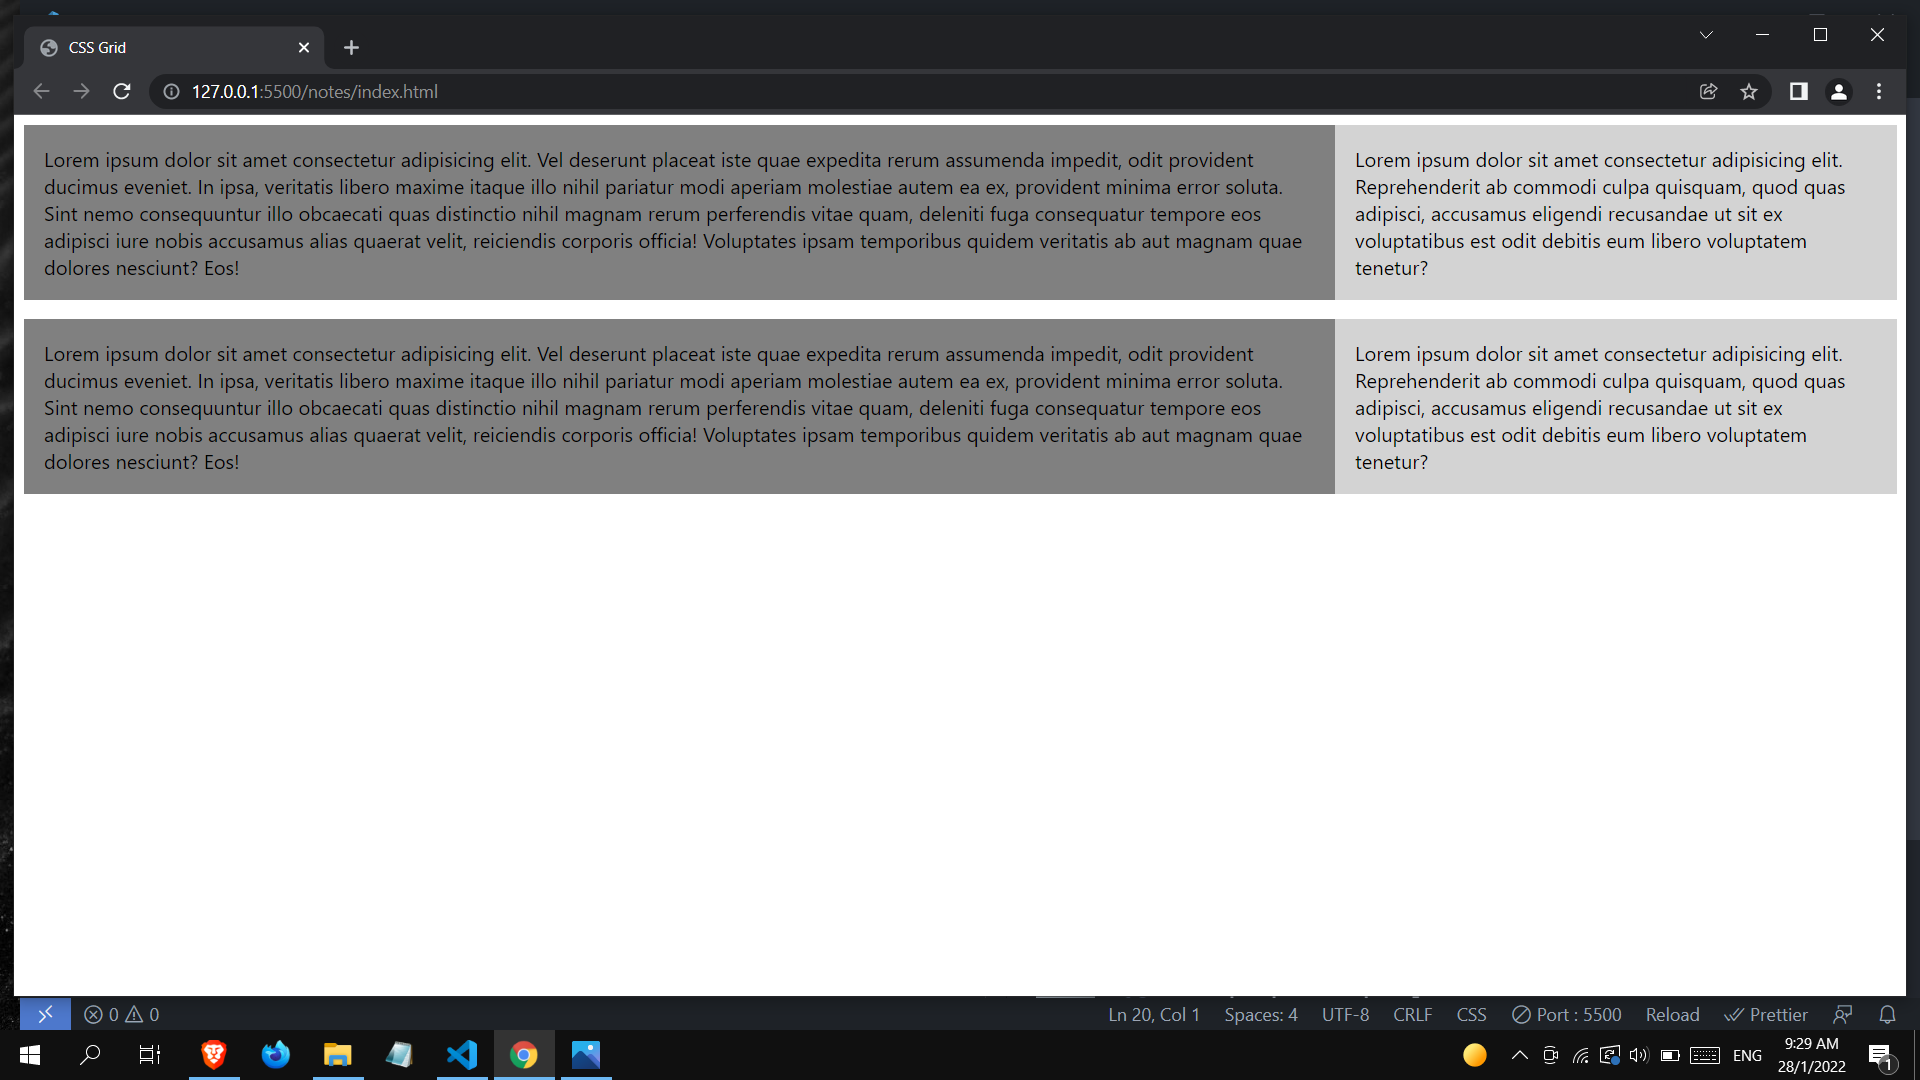 CSS Grid
127.0.0.1:5500/notes/index.html
Lorem ipsum dolor sit amet consectetur adipisicing elit. Vel deserunt placeat iste quae expedita rerum assumenda impedit, odit provident
ducimus eveniet. In ipsa, veritatis libero maxime itaque illo nihil pariatur modi aperiam molestiae autem ea ex, provident minima error soluta.
Sint nemo consequuntur illo obcaecati quas distinctio nihil magnam rerum perferendis vitae quam, deleniti fuga consequatur tempore eos
adipisci iure nobis accusamus alias quaerat velit, reiciendis corporis officia! Voluptates ipsam temporibus quidem veritatis ab aut magnam quae
dolores nesciunt? Eos!
Lorem ipsum dolor sit amet consectetur adipisicing elit.
Reprehenderit ab commodi culpa quisquam, quod quas
adipisci, accusamus eligendi recusandae ut sit ex
voluptatibus est odit debitis eum libero voluptatem
tenetur?
Lorem ipsum dolor sit amet consectetur adipisicing elit. Vel deserunt placeat iste quae expedita rerum assumenda impedit, odit provident
ducimus eveniet. In ipsa, veritatis libero maxime itaque illo nihil pariatur modi aperiam molestiae autem ea ex, provident minima error soluta.
Sint nemo consequuntur illo obcaecati quas distinctio nihil magnam rerum perferendis vitae quam, deleniti fuga consequatur tempore eos
adipisci iure nobis accusamus alias quaerat velit, reiciendis corporis officia! Voluptates ipsam temporibus quidem veritatis ab aut magnam quae
dolores nesciunt? Eos!
Lorem ipsum dolor sit amet consectetur adipisicing elit.
Reprehenderit ab commodi culpa quisquam, quod quas
adipisci, accusamus eligendi recusandae ut sit ex
voluptatibus est odit debitis eum libero voluptatem
tenetur?
0 0 Ln 20, Col 1 Spaces: 4 UTF-8 CRLF CSS Port : 5500 Reload Prettier
ENG
9:29 AM
28/1/2022
1